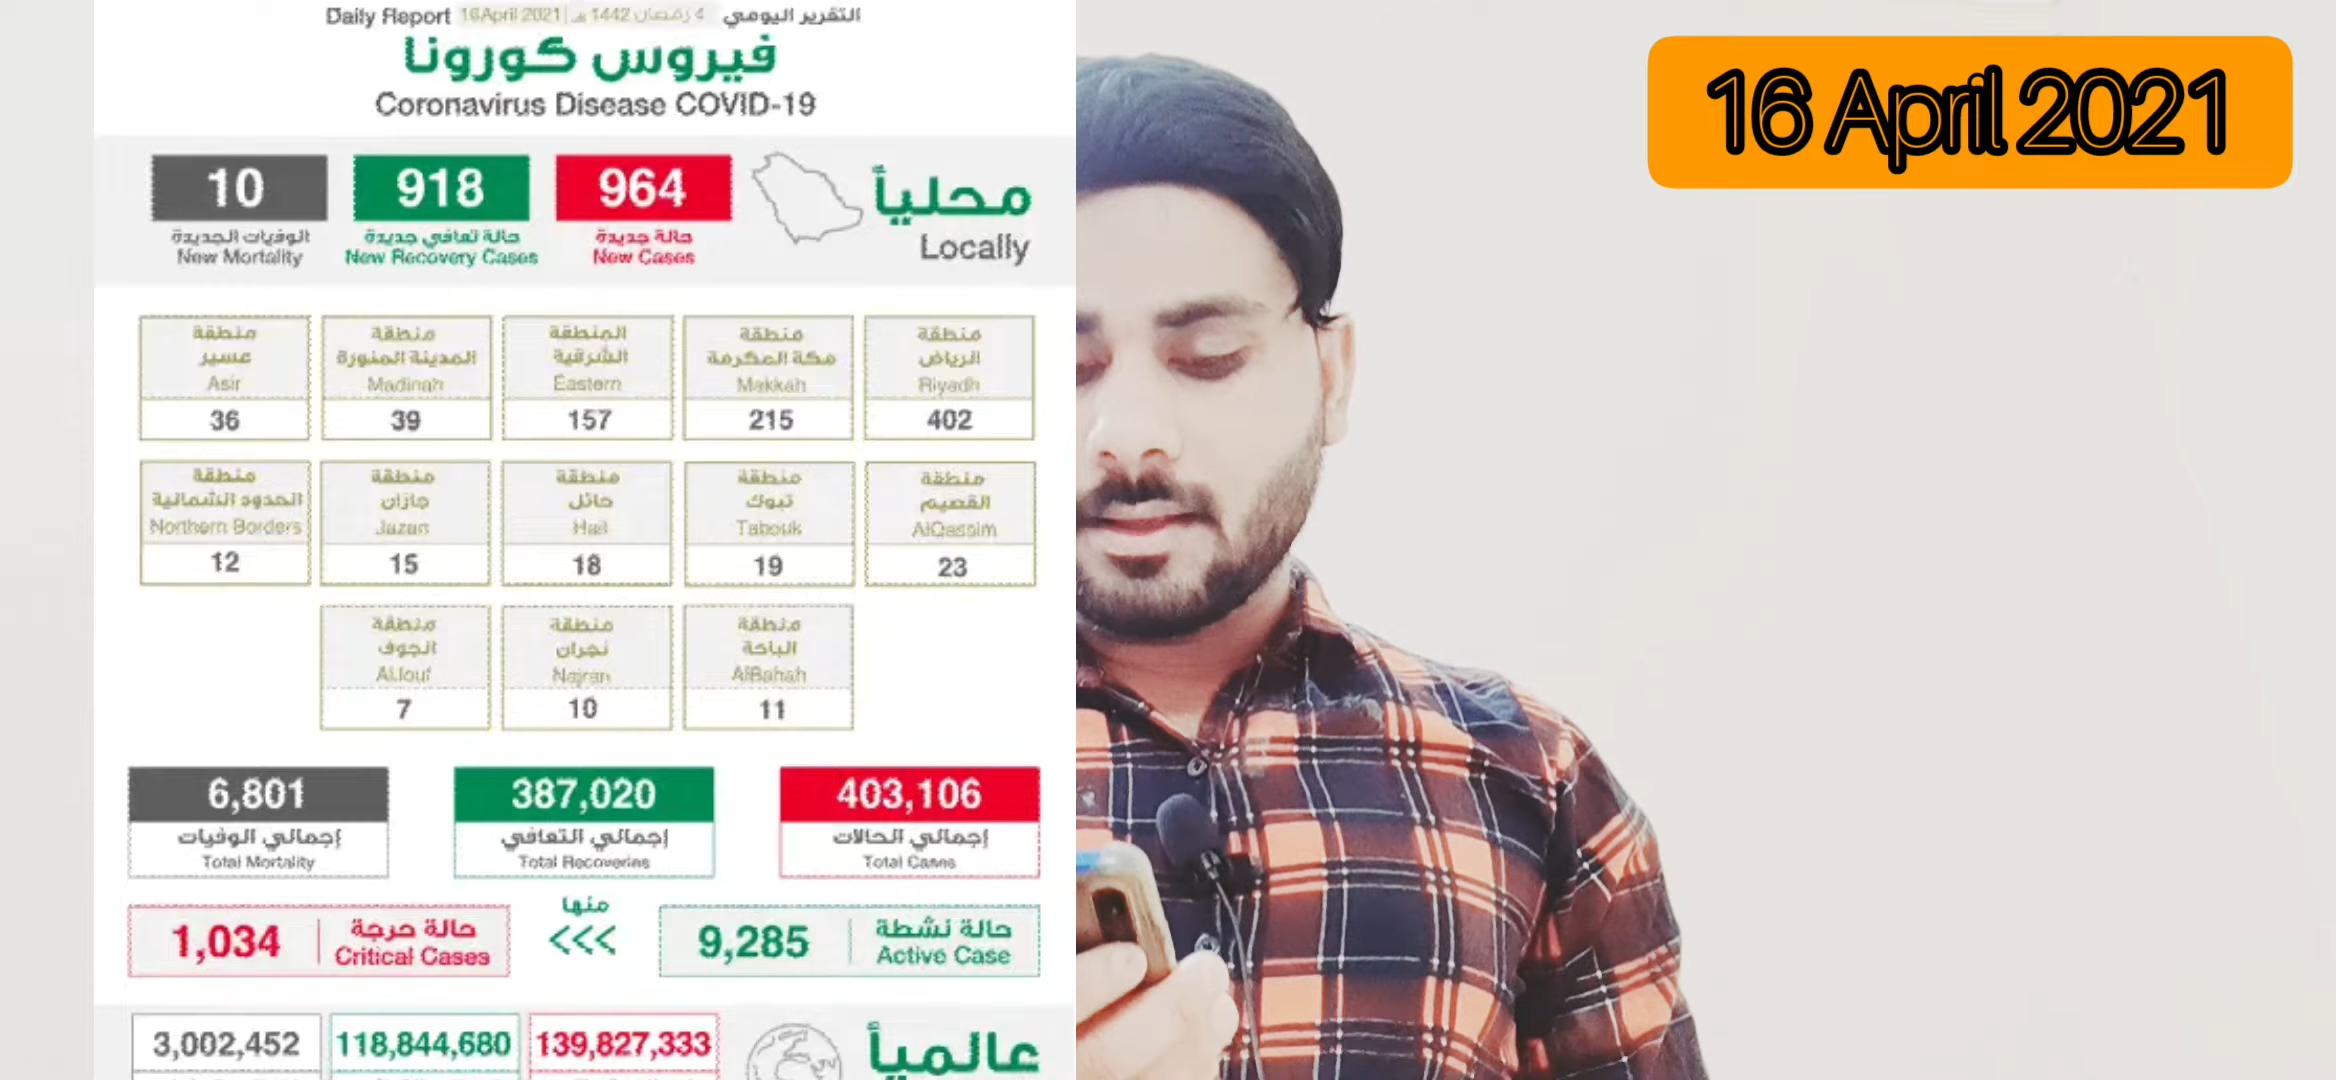 Daily Report 16 April 2021 | 4 رمضان 1442 هـ التقرير اليومي
فيروس كورونا
Coronavirus Disease COVID-19
16 April 2021
محلياً
Locally
964
حالة جديدة
New Cases
918
حالة تعافي جديدة
New Recovery Cases
10
الوفيات الجديدة
New Mortality
منطقة
الرياض
Riyadh
402
منطقة
مكة المكرمة
Makkah
215
المنطقة
الشرقية
Eastern
157
منطقة
المدينة المنورة
Madinah
39
منطقة
عسير
Asir
36
منطقة
القصيم
AlQassim
23
منطقة
تبوك
Tabouk
19
منطقة
حائل
Hail
18
منطقة
جازان
Jazan
15
منطقة
الحدود الشمالية
Northern Borders
12
منطقة
الباحة
AlBahah
11
منطقة
نجران
Najran
10
منطقة
الجوف
AlJouf
7
403,106
إجمالي الحالات
Total Cases
387,020
إجمالي التعافي
Total Recoveries
6,801
إجمالي الوفيات
Total Mortality
حالة نشطة
Active Case
9,285
منها
<<<
حالة حرجة
Critical Cases
1,034
عالمياً
139,827,333
118,844,680
3,002,452